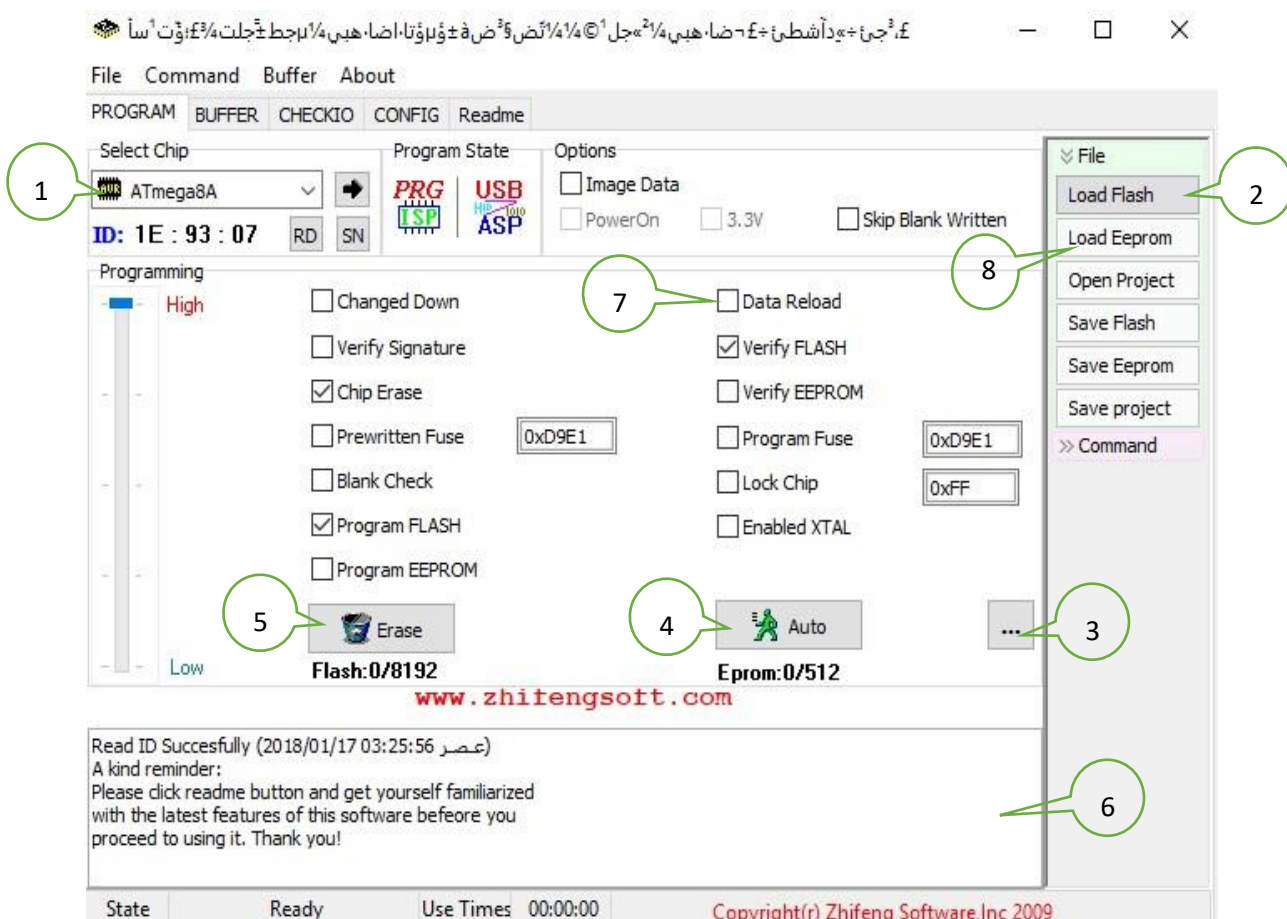 File Command Buffer About
PROGRAM BUFFER CHECKIO CONFIG Readme
Select Chip Program State Options
ATmega8A
ID: 1E : 93 : 07 RD SN
PRG ISP USB ASP
Image Data
PowerOn 3.3V Skip Blank Written
Programming
High
Low
Changed Down
Verify Signature
Chip Erase
Prewritten Fuse 0xD9E1
Blank Check
Program FLASH
Program EEPROM
Erase
Flash:0/8192
Data Reload
Verify FLASH
Verify EEPROM
Program Fuse 0xD9E1
Lock Chip 0xFF
Enabled XTAL
Auto
...
Eprom:0/512
File
Load Flash
Load Eeprom
Open Project
Save Flash
Save Eeprom
Save project
Command
1
2
8
7
5
4
3
6
www.zhifengsoft.com
Read ID Succesfully (2018/01/17 03:25:56 عصر)
A kind reminder:
Please click readme button and get yourself familiarized
with the latest features of this software befeore you
proceed to using it. Thank you!
State Ready Use Times 00:00:00 Copyright(r) Zhifeng Software,Inc 2009